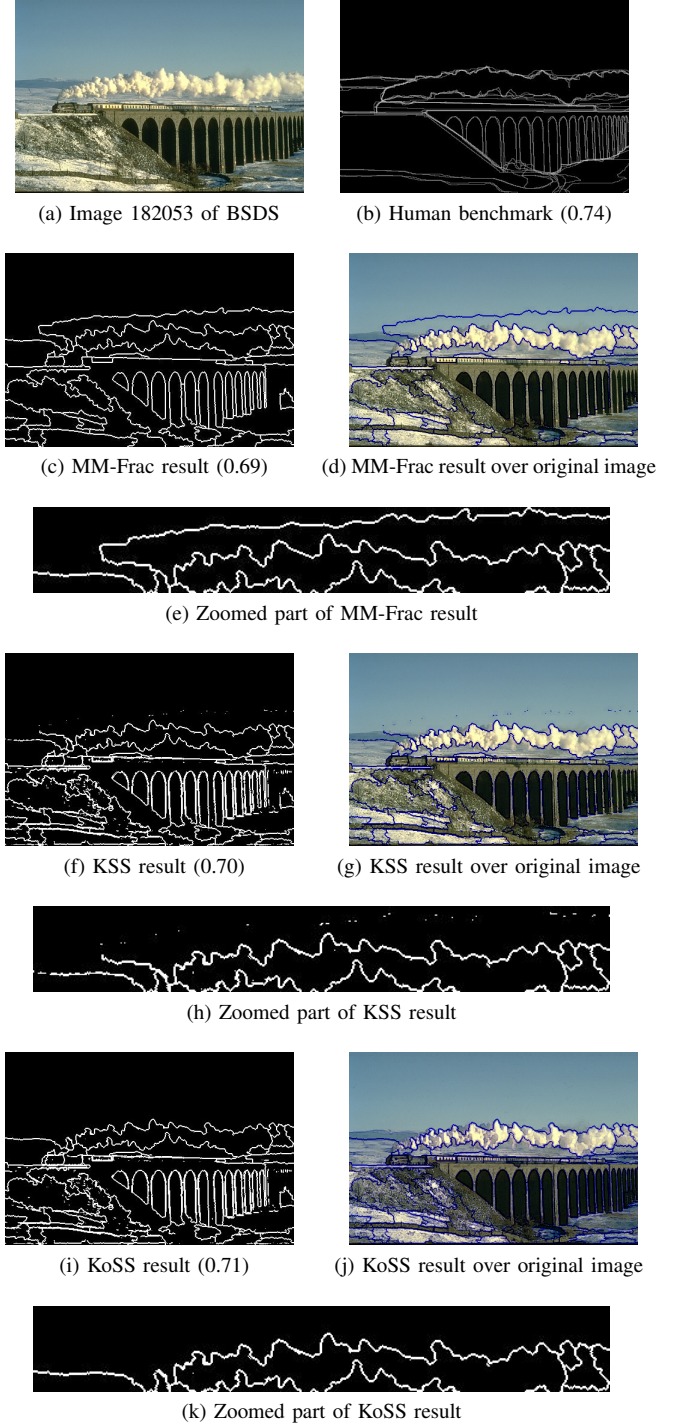 (a) Image 182053 of BSDS
(b) Human benchmark (0.74)
(c) MM-Frac result (0.69)
(d) MM-Frac result over original image
(e) Zoomed part of MM-Frac result
(f) KSS result (0.70)
(g) KSS result over original image
(h) Zoomed part of KSS result
(i) KoSS result (0.71)
(j) KoSS result over original image
(k) Zoomed part of KoSS result